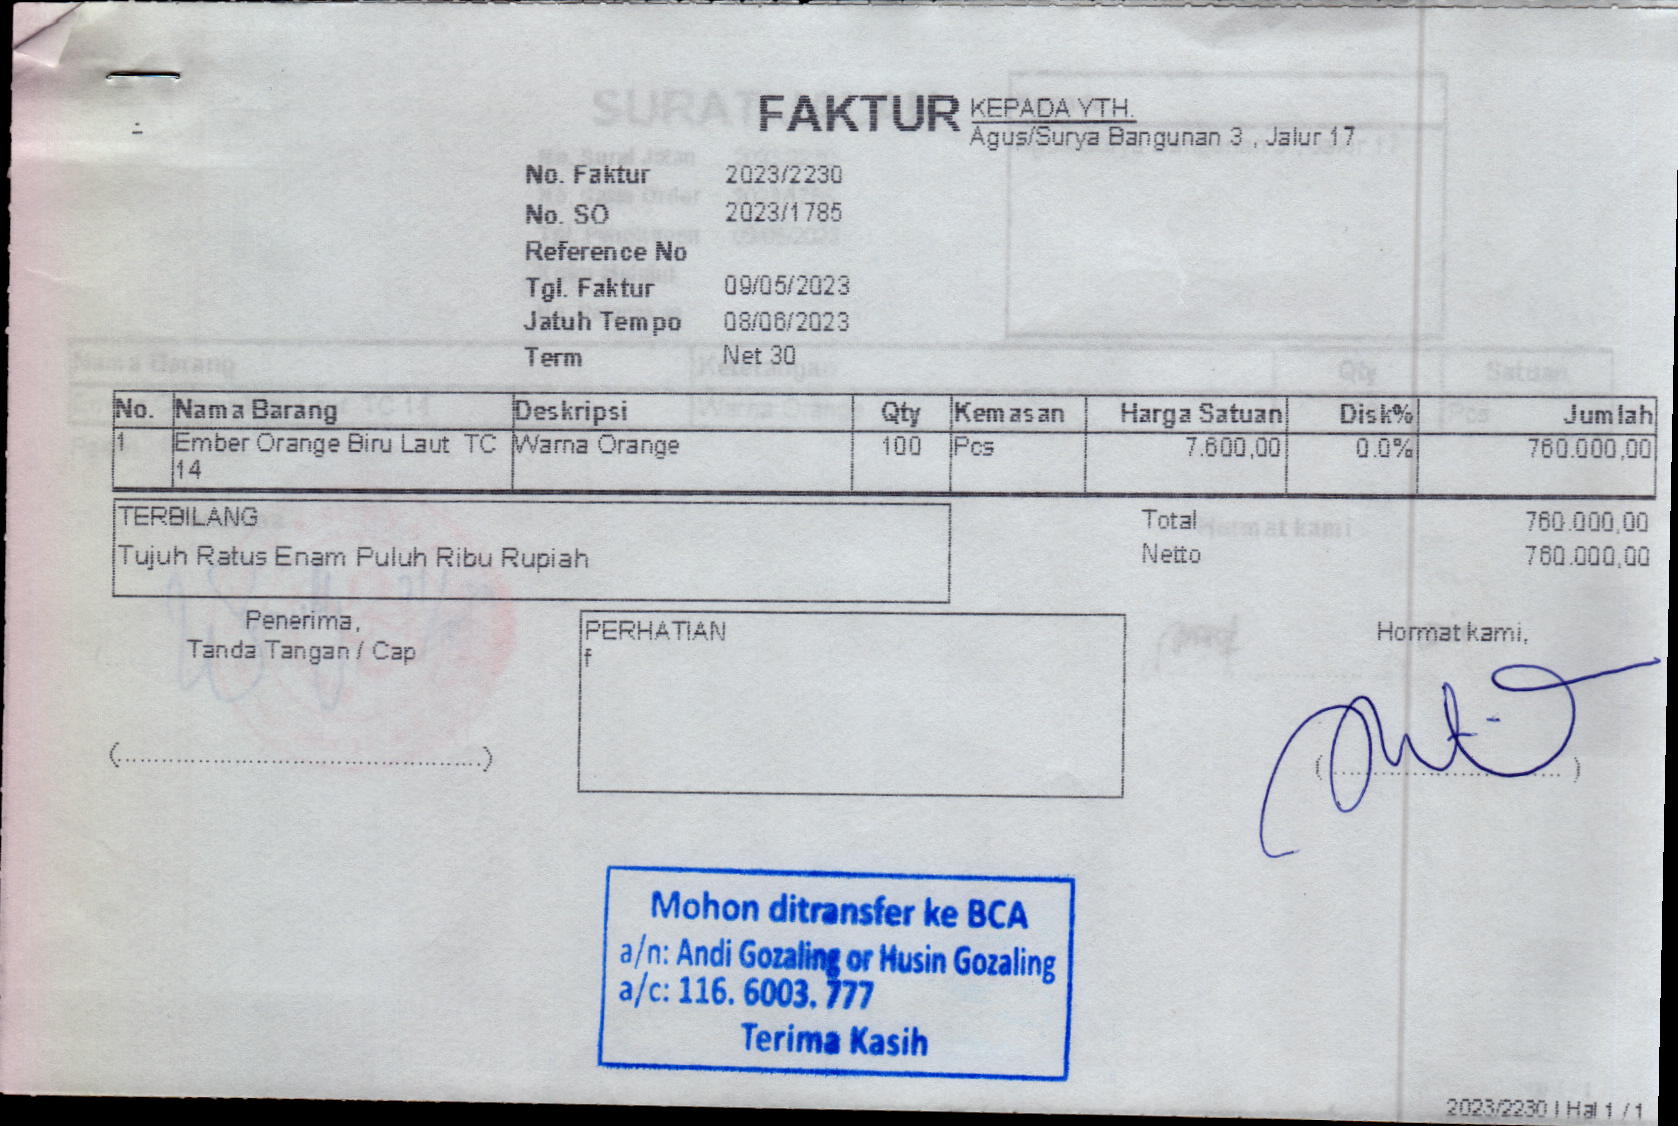 FAKTUR
KEPADA YTH.
Agus/Surya Bangunan 3 , Jalur 17
No. Faktur 2023/2230
No. SO 2023/1785
Reference No
Tgl. Faktur 09/05/2023
Jatuh Tempo 08/06/2023
Term Net 30
No. Nama Barang Deskripsi Qty Kemasan Harga Satuan Disk% Jumlah
1 Ember Orange Biru Laut TC Warna Orange 100 Pcs 7.600,00 0.0% 760.000,00
14
TERBILANG
Tujuh Ratus Enam Puluh Ribu Rupiah
Total 760.000,00
Netto 760.000,00
Penerima,
Tanda Tangan / Cap
PERHATIAN
f
Hormat kami,
(................................................)
(................................)
Mohon ditransfer ke BCA
a/n: Andi Gozaling or Husin Gozaling
a/c: 116. 6003. 777
Terima Kasih
2023/2230 | Hal 1 / 1